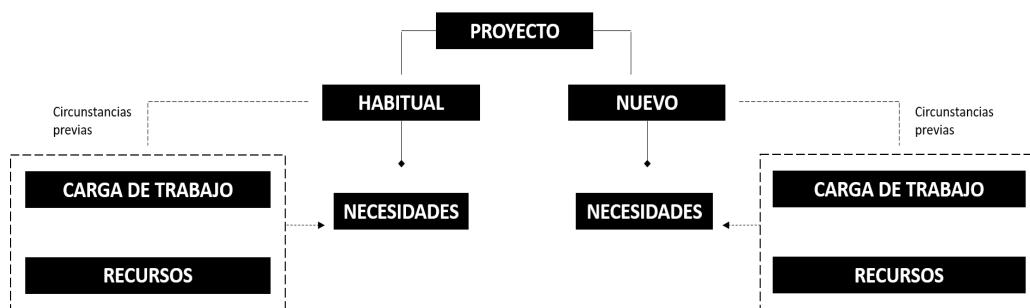 PROYECTO
HABITUAL
NUEVO
Circunstancias
previas
Circunstancias
previas
CARGA DE TRABAJO
NECESIDADES
NECESIDADES
CARGA DE TRABAJO
RECURSOS
RECURSOS